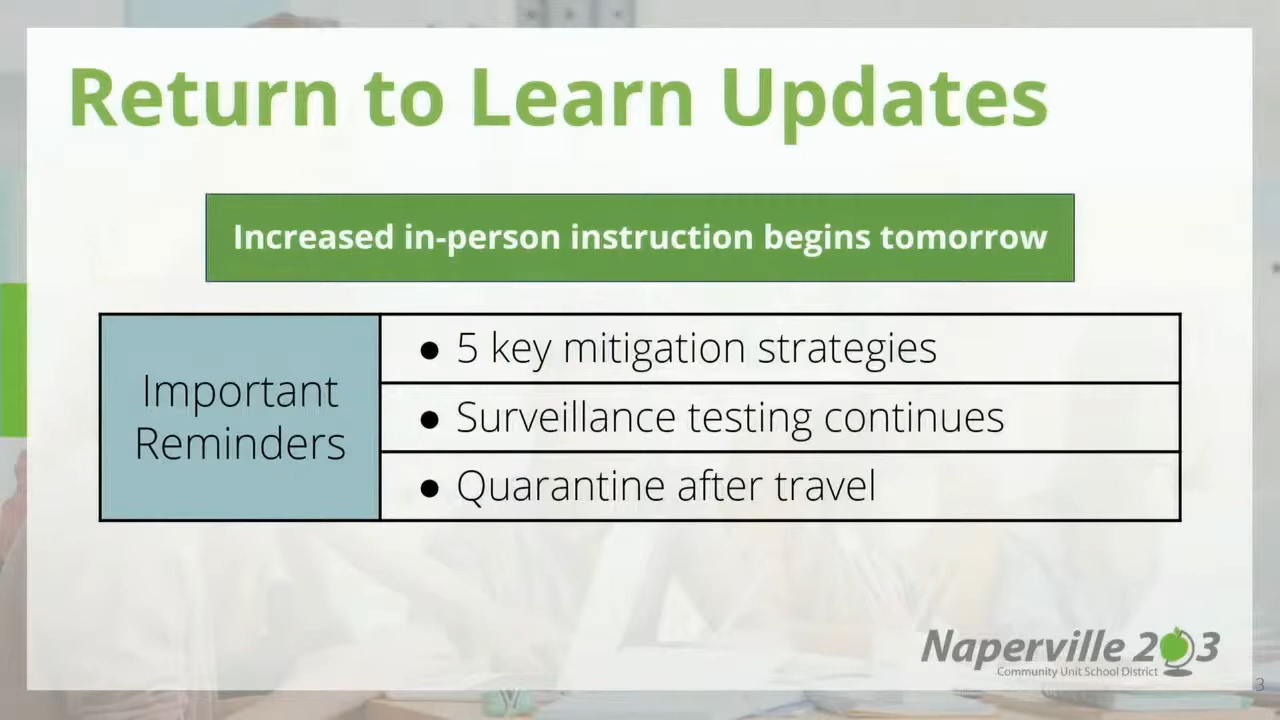 Return to Learn Updates
Increased in-person instruction begins tomorrow
Important
Reminders
● 5 key mitigation strategies
● Surveillance testing continues
● Quarantine after travel
Naperville 203
Community Unit School District
3